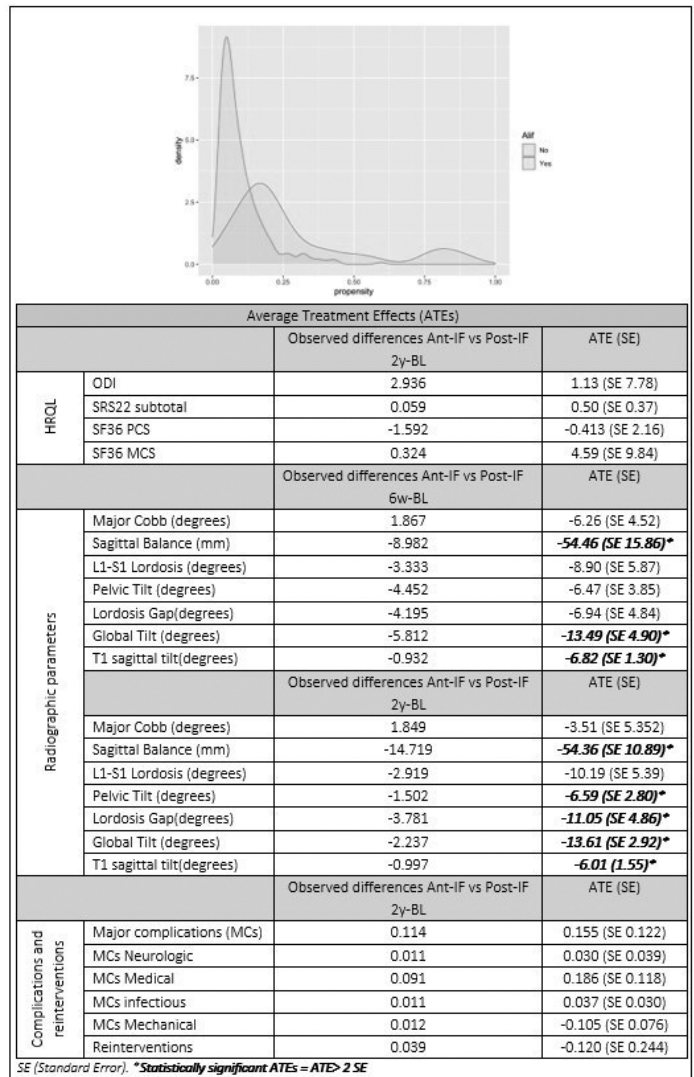 7.5
5.0
2.5
0.0
density
0.00 0.25 0.50 0.75 1.00
propensity
Alif
No
Yes
Average Treatment Effects (ATEs)
Observed differences Ant-IF vs Post-IF 2y-BL ATE (SE)
HRQL
ODI 2.936 1.13 (SE 7.78)
SRS22 subtotal 0.059 0.50 (SE 0.37)
SF36 PCS -1.592 -0.413 (SE 2.16)
SF36 MCS 0.324 4.59 (SE 9.84)
Observed differences Ant-IF vs Post-IF 6w-BL ATE (SE)
Radiographic parameters
Major Cobb (degrees) 1.867 -6.26 (SE 4.52)
Sagittal Balance (mm) -8.982 -54.46 (SE 15.86)*
L1-S1 Lordosis (degrees) -3.333 -8.90 (SE 5.87)
Pelvic Tilt (degrees) -4.452 -6.47 (SE 3.85)
Lordosis Gap(degrees) -4.195 -6.94 (SE 4.84)
Global Tilt (degrees) -5.812 -13.49 (SE 4.90)*
T1 sagittal tilt(degrees) -0.932 -6.82 (SE 1.30)*
Observed differences Ant-IF vs Post-IF 2y-BL ATE (SE)
Major Cobb (degrees) 1.849 -3.51 (SE 5.352)
Sagittal Balance (mm) -14.719 -54.36 (SE 10.89)*
L1-S1 Lordosis (degrees) -2.919 -10.19 (SE 5.39)
Pelvic Tilt (degrees) -1.502 -6.59 (SE 2.80)*
Lordosis Gap(degrees) -3.781 -11.05 (SE 4.86)*
Global Tilt (degrees) -2.237 -13.61 (SE 2.92)*
T1 sagittal tilt(degrees) -0.997 -6.01 (1.55)*
Observed differences Ant-IF vs Post-IF 2y-BL ATE (SE)
Complications and reinterventions
Major complications (MCs) 0.114 0.155 (SE 0.122)
MCs Neurologic 0.011 0.030 (SE 0.039)
MCs Medical 0.091 0.186 (SE 0.118)
MCs infectious 0.011 0.037 (SE 0.030)
MCs Mechanical 0.012 -0.105 (SE 0.076)
Reinterventions 0.039 -0.120 (SE 0.244)
SE (Standard Error). *Statistically significant ATEs = ATE> 2 SE